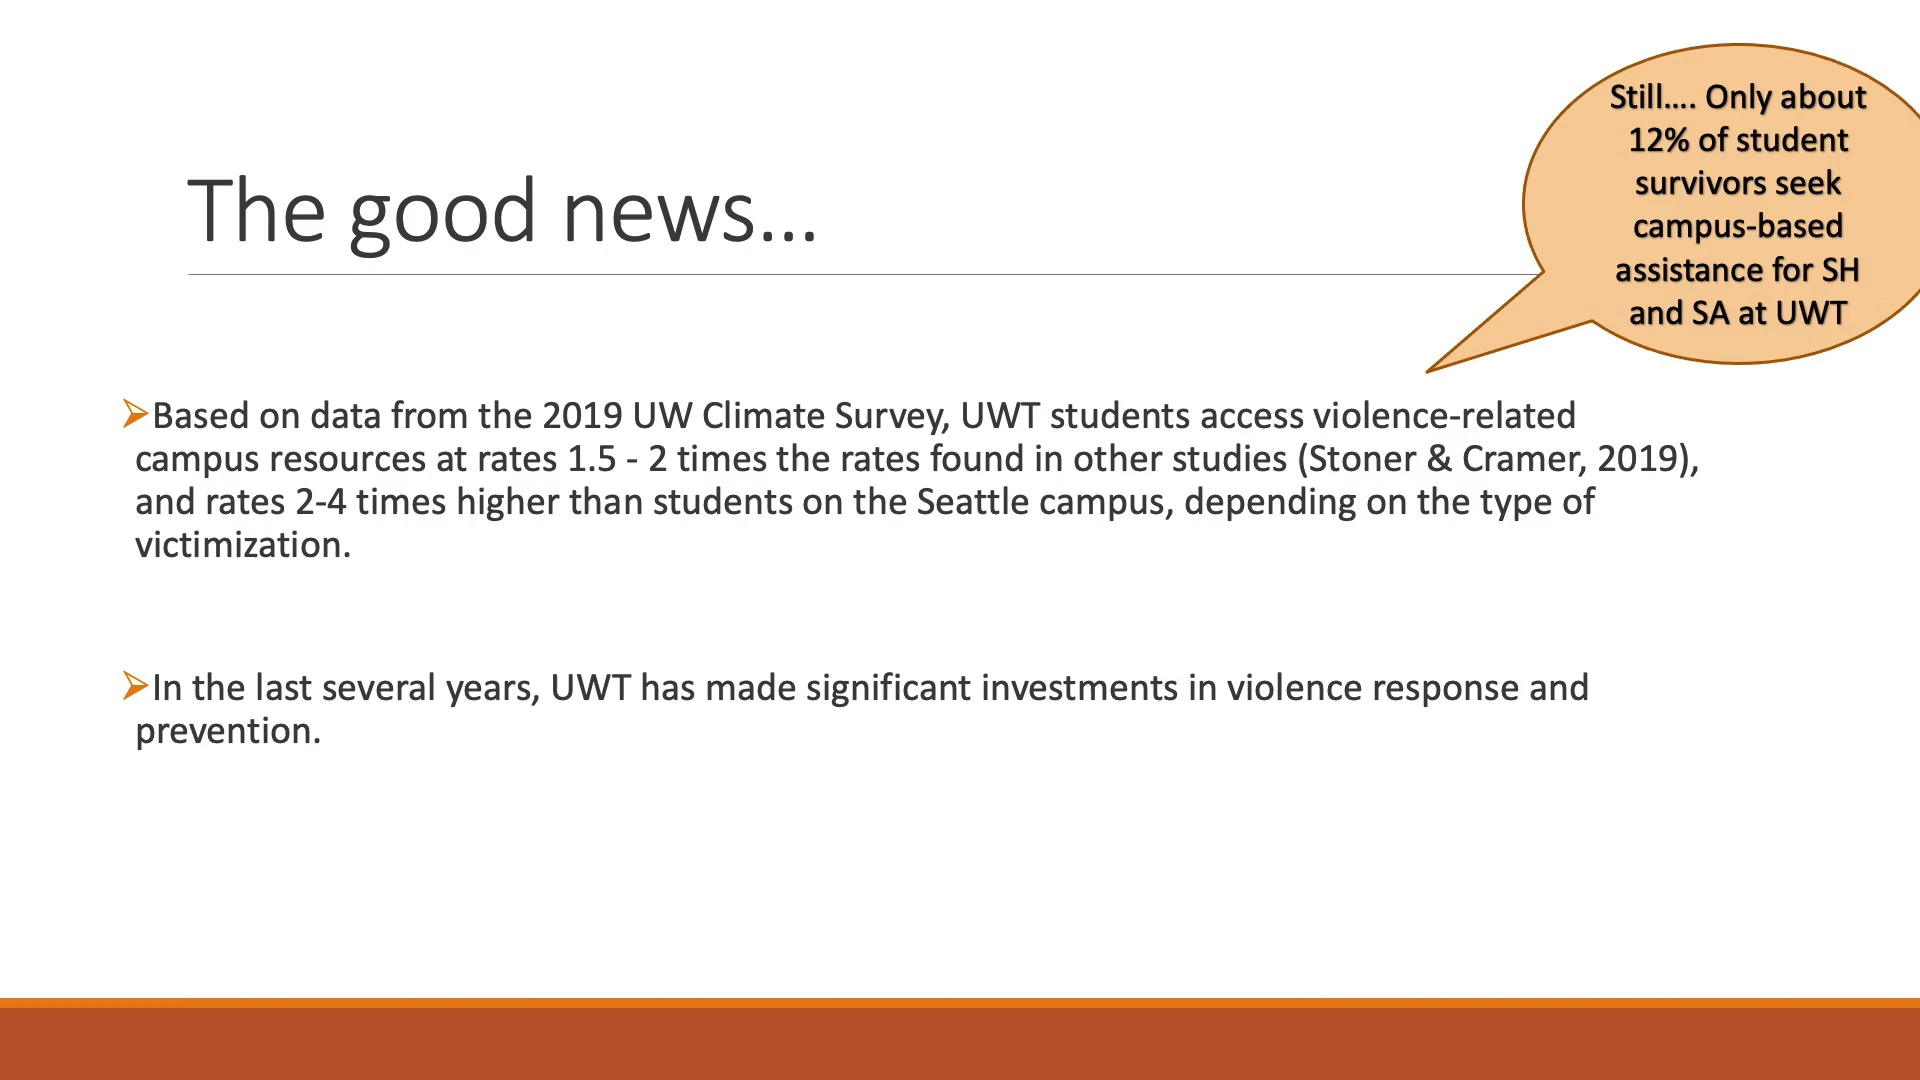 The good news…
Still…. Only about
12% of student
survivors seek
campus-based
assistance for SH
and SA at UWT
Based on data from the 2019 UW Climate Survey, UWT students access violence-related
campus resources at rates 1.5 - 2 times the rates found in other studies (Stoner & Cramer, 2019),
and rates 2-4 times higher than students on the Seattle campus, depending on the type of
victimization.
In the last several years, UWT has made significant investments in violence response and
prevention.